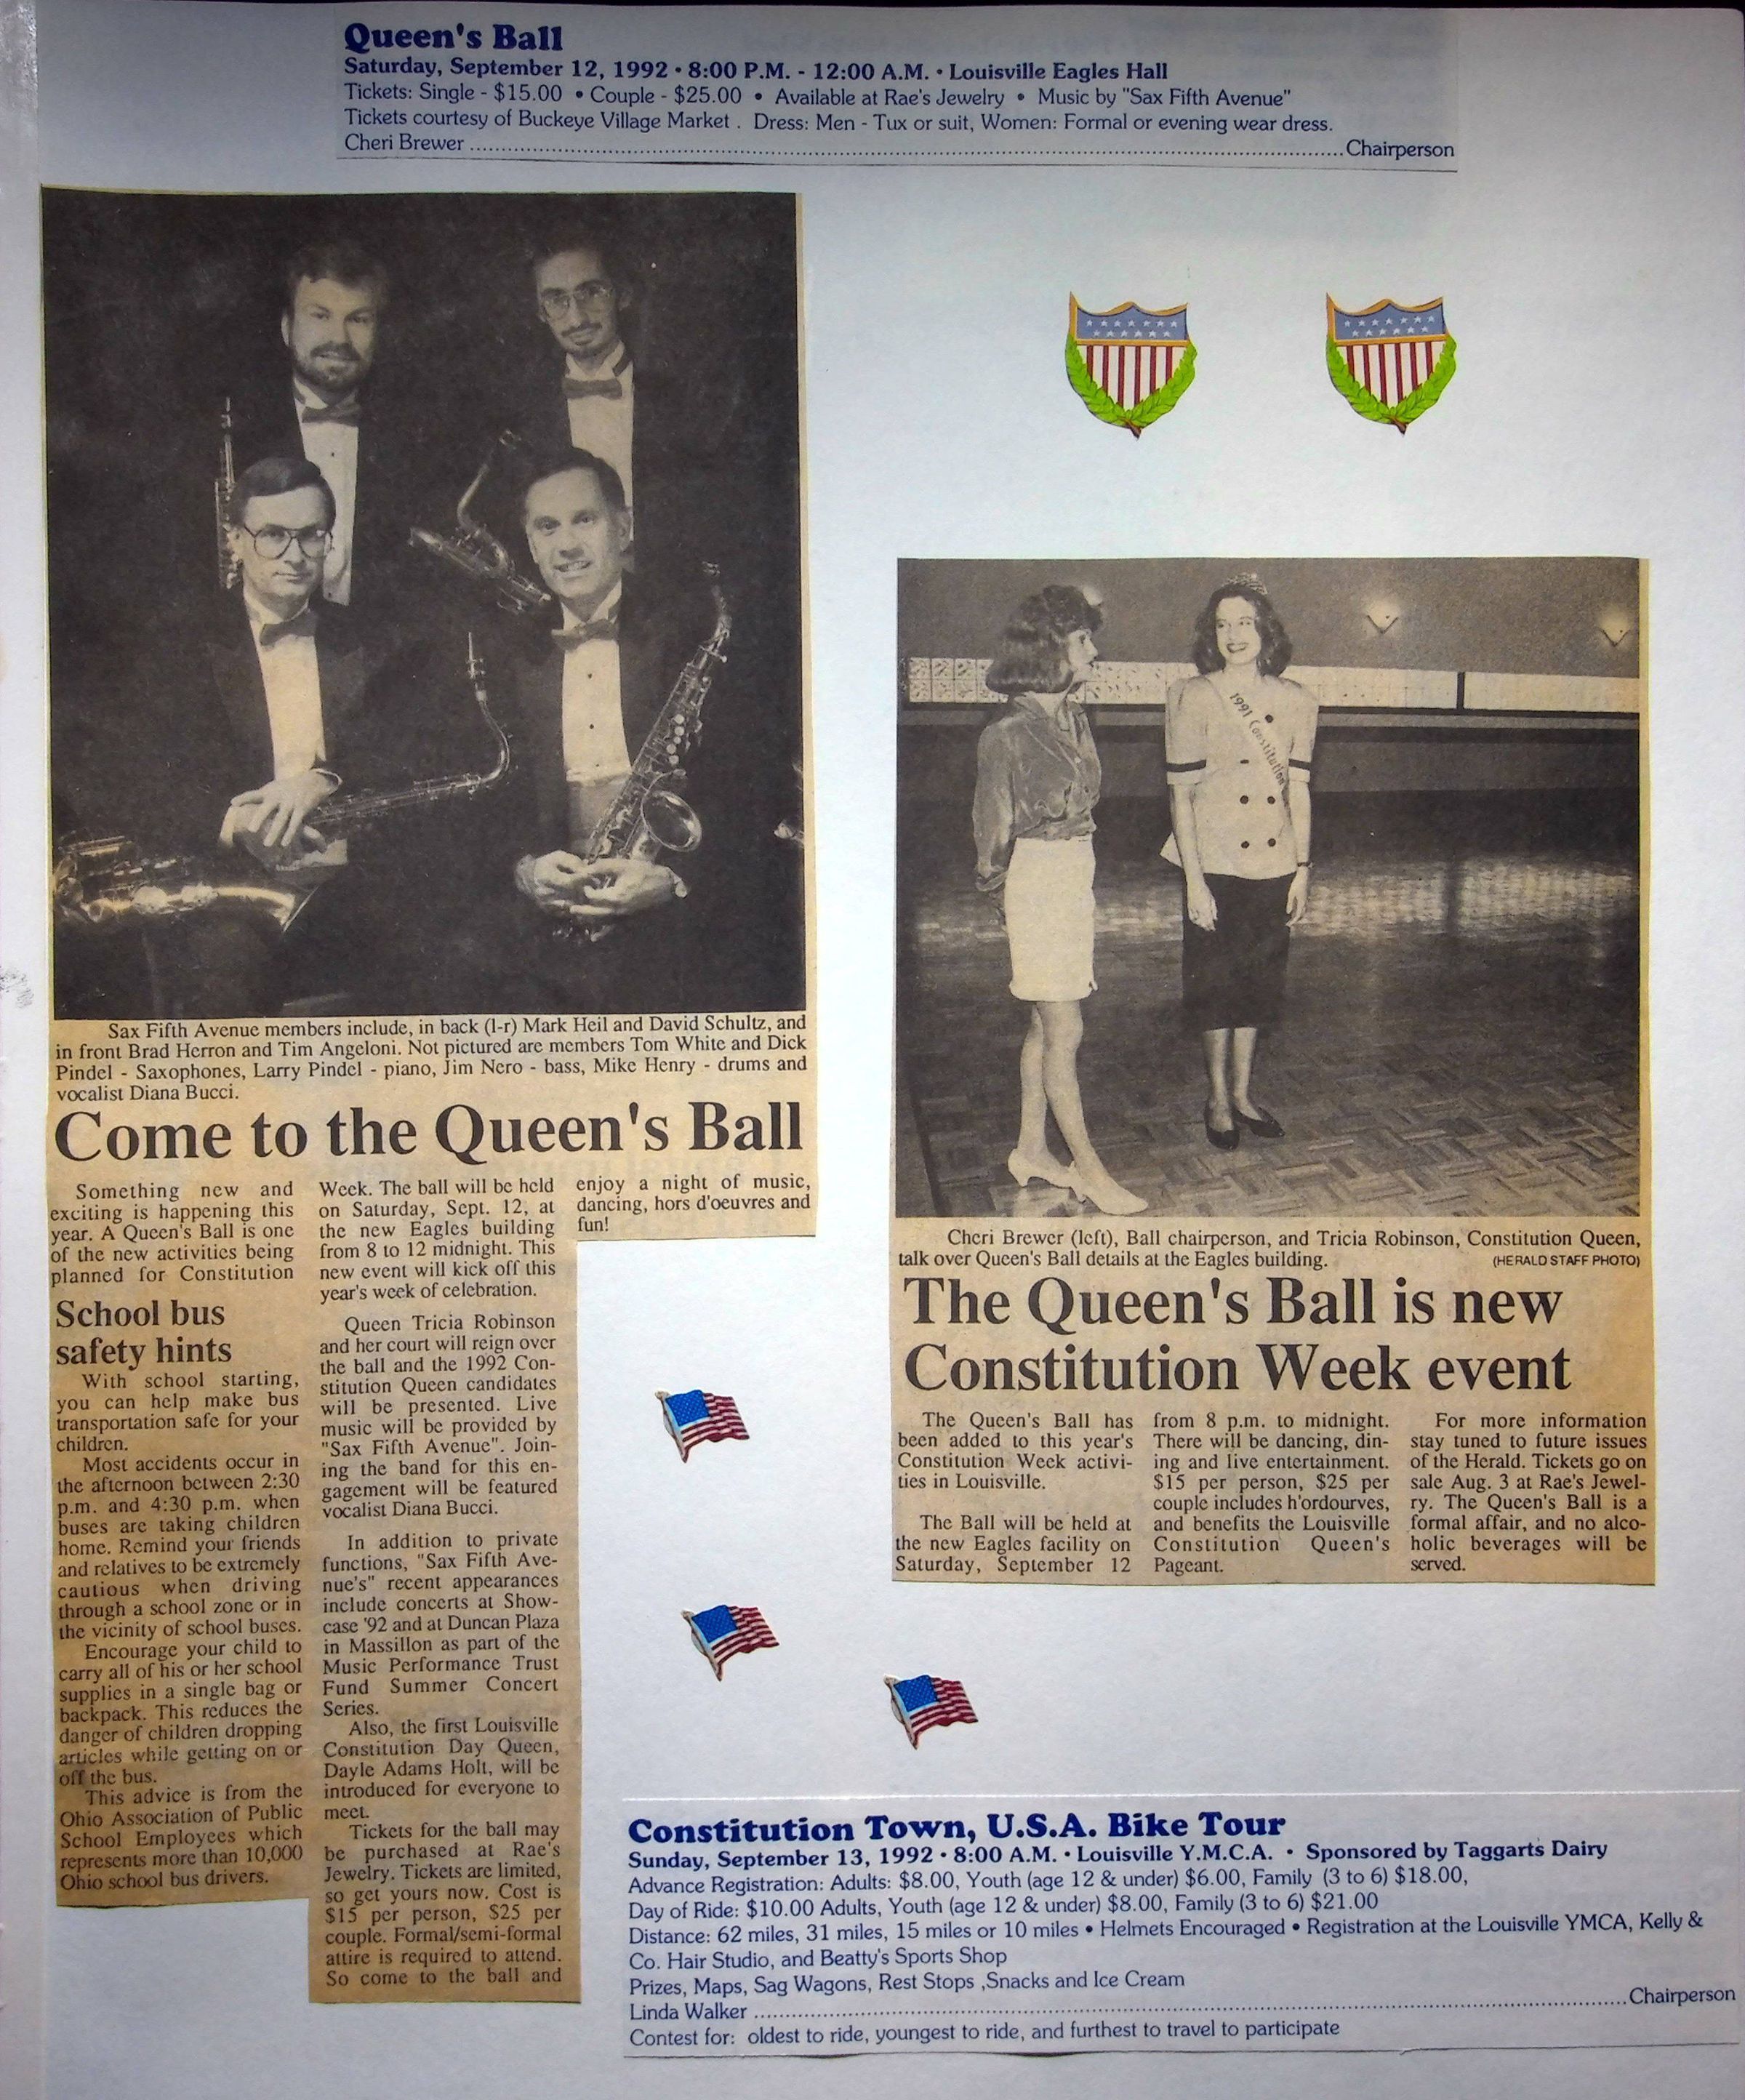 Queen's Ball
Saturday, September 12, 1992 • 8:00 P.M. - 12:00 A.M. • Louisville Eagles Hall
Tickets: Single - $15.00 • Couple - $25.00 • Available at Rae's Jewelry • Music by "Sax Fifth Avenue"
Tickets courtesy of Buckeye Village Market . Dress: Men - Tux or suit, Women: Formal or evening wear dress.
Cheri Brewer ........................................ Chairperson
Sax Fifth Avenue members include, in back (l-r) Mark Heil and David Schultz, and
in front Brad Herron and Tim Angeloni. Not pictured are members Tom White and Dick
Pindel - Saxophones, Larry Pindel - piano, Jim Nero - bass, Mike Henry - drums and
vocalist Diana Bucci.
Come to the Queen's Ball
Something new and
exciting is happening this
year. A Queen's Ball is one
of the new activities being
planned for Constitution
Week. The ball will be held
on Saturday, Sept. 12, at
the new Eagles building
from 8 to 12 midnight. This
new event will kick off this
year's week of celebration.
Queen Tricia Robinson
and her court will reign over
the ball and the 1992 Con-
stitution Queen candidates
will be presented. Live
music will be provided by
"Sax Fifth Avenue". Join-
ing the band for this en-
gagement will be featured
vocalist Diana Bucci.
In addition to private
functions, "Sax Fifth Ave-
nue's" recent appearances
include concerts at Show-
case '92 and at Duncan Plaza
in Massillon as part of the
Music Performance Trust
Fund Summer Concert
Series.
Also, the first Louisville
Constitution Day Queen,
Dayle Adams Holt, will be
introduced for everyone to
meet.
Tickets for the ball may
be purchased at Rae's
Jewelry. Tickets are limited,
so get yours now. Cost is
$15 per person, $25 per
couple. Formal/semi-formal
attire is required to attend.
So come to the ball and
enjoy a night of music,
dancing, hors d'oeuvres and
fun!
School bus
safety hints
With school starting,
you can help make bus
transportation safe for your
children.
Most accidents occur in
the afternoon between 2:30
p.m. and 4:30 p.m. when
buses are taking children
home. Remind your friends
and relatives to be extremely
cautious when driving
through a school zone or in
the vicinity of school buses.
Encourage your child to
carry all of his or her school
supplies in a single bag or
backpack. This reduces the
danger of children dropping
articles while getting on or
off the bus.
This advice is from the
Ohio Association of Public
School Employees which
represents more than 10,000
Ohio school bus drivers.
1991 Constitution
Cheri Brewer (left), Ball chairperson, and Tricia Robinson, Constitution Queen,
talk over Queen's Ball details at the Eagles building. (HERALD STAFF PHOTO)
The Queen's Ball is new
Constitution Week event
The Queen's Ball has
been added to this year's
Constitution Week activi-
ties in Louisville.
The Ball will be held at
the new Eagles facility on
Saturday, September 12
from 8 p.m. to midnight.
There will be dancing, din-
ing and live entertainment.
$15 per person, $25 per
couple includes h'ordourves,
and benefits the Louisville
Constitution Queen's
Pageant.
For more information
stay tuned to future issues
of the Herald. Tickets go on
sale Aug. 3 at Rae's Jewel-
ry. The Queen's Ball is a
formal affair, and no alco-
holic beverages will be
served.
Constitution Town, U.S.A. Bike Tour
Sunday, September 13, 1992 • 8:00 A.M. • Louisville Y.M.C.A. • Sponsored by Taggarts Dairy
Advance Registration: Adults: $8.00, Youth (age 12 & under) $6.00, Family (3 to 6) $18.00,
Day of Ride: $10.00 Adults, Youth (age 12 & under) $8.00, Family (3 to 6) $21.00
Distance: 62 miles, 31 miles, 15 miles or 10 miles • Helmets Encouraged • Registration at the Louisville YMCA, Kelly &
Co. Hair Studio, and Beatty's Sports Shop
Prizes, Maps, Sag Wagons, Rest Stops ,Snacks and Ice Cream
Linda Walker ........................................ Chairperson
Contest for: oldest to ride, youngest to ride, and furthest to travel to participate